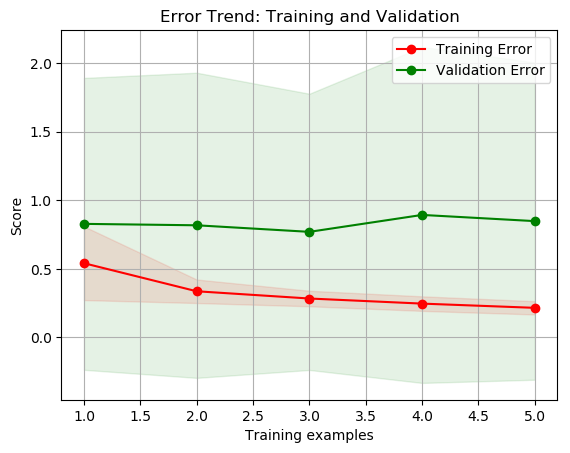 Error Trend: Training and Validation
Training Error
Validation Error
2.0
1.5
1.0
0.5
0.0
Score
1.0 1.5 2.0 2.5 3.0 3.5 4.0 4.5 5.0
Training examples